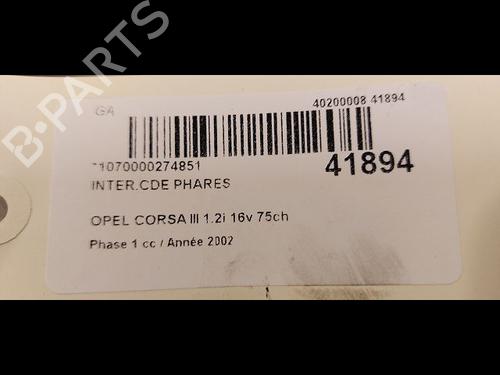 GA
40200008 41894
*1070000274851
41894
INTER.CDE PHARES
OPEL CORSA III 1.2i 16v 75ch
Phase 1 cc / Année 2002
B-PARTS